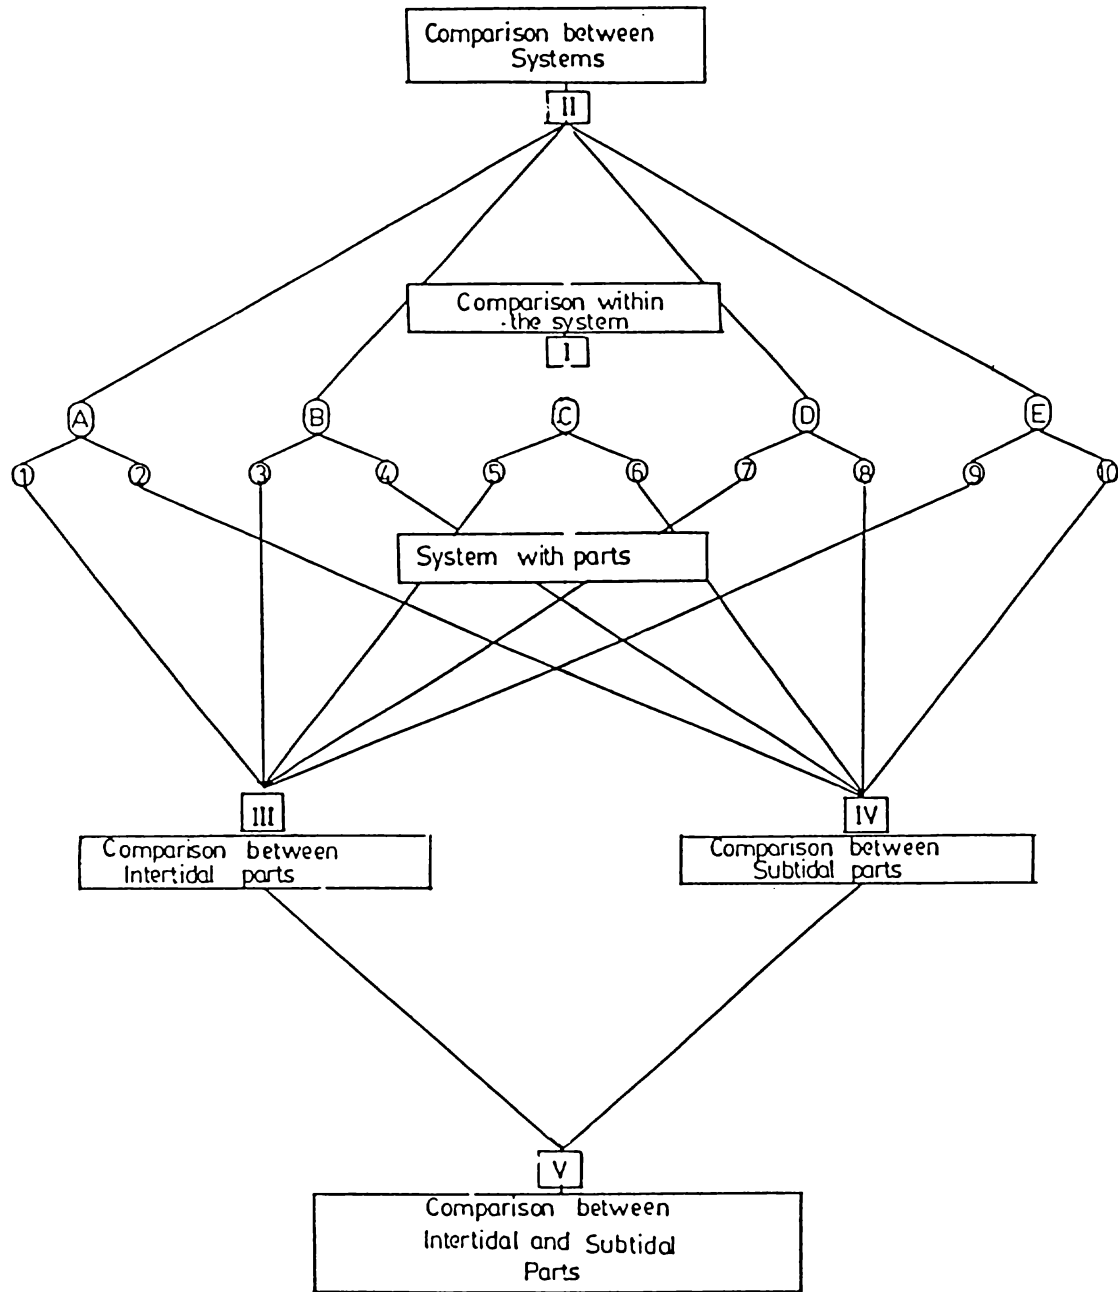 Comparison between
Systems
II
Comparison within
the system
I
A B C D E
1 2 3 4 5 6 7 8 9 10
System with parts
III IV
Comparison between
Intertidal parts
Comparison between
Subtidal parts
V
Comparison between
Intertidal and Subtidal
Parts